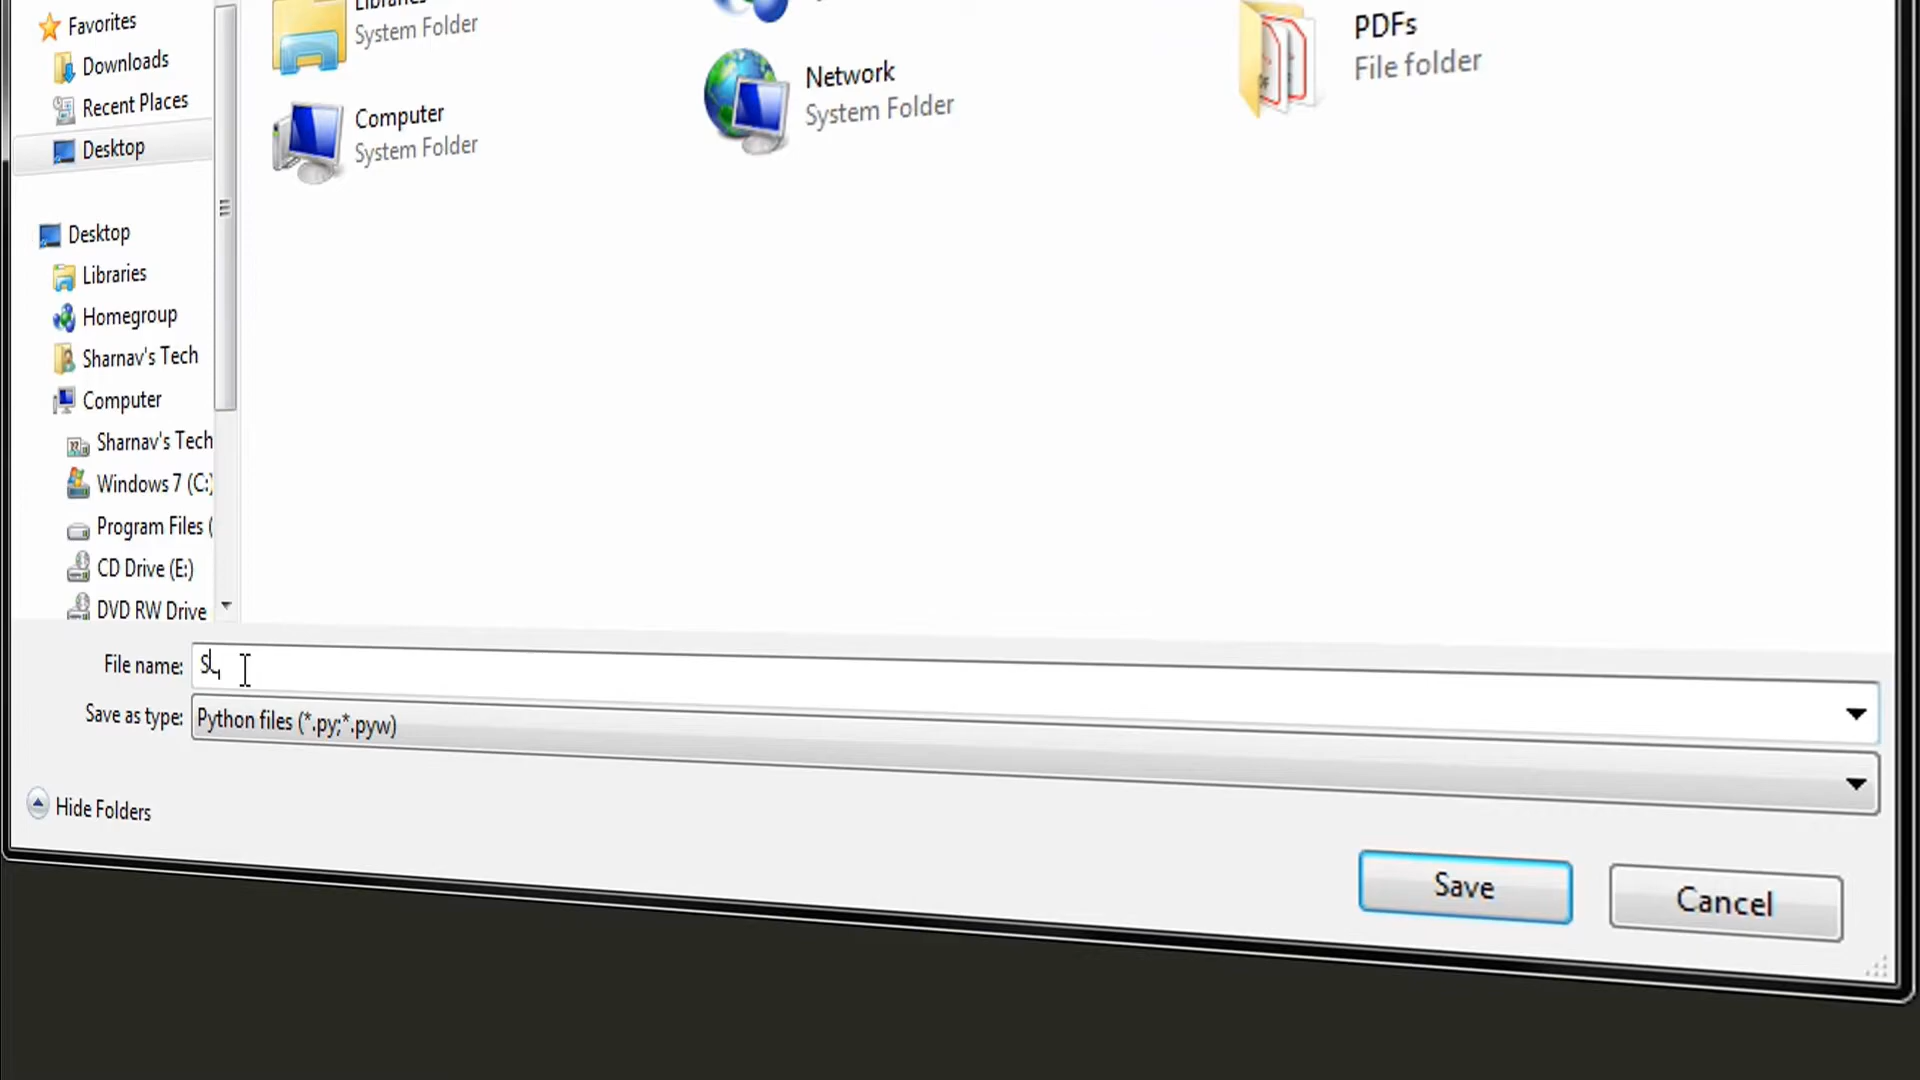 Favorites
Downloads
Recent Places
Desktop
Desktop
Libraries
Homegroup
Sharnav's Tech
Computer
Sharnav's Tech
Windows 7 (C:)
Program Files (
CD Drive (E:)
DVD RW Drive
Libraries
System Folder
Computer
System Folder
Network
System Folder
PDFs
File folder
File name:
Save as type: Python files (*.py;*.pyw)
Hide Folders
Save
Cancel